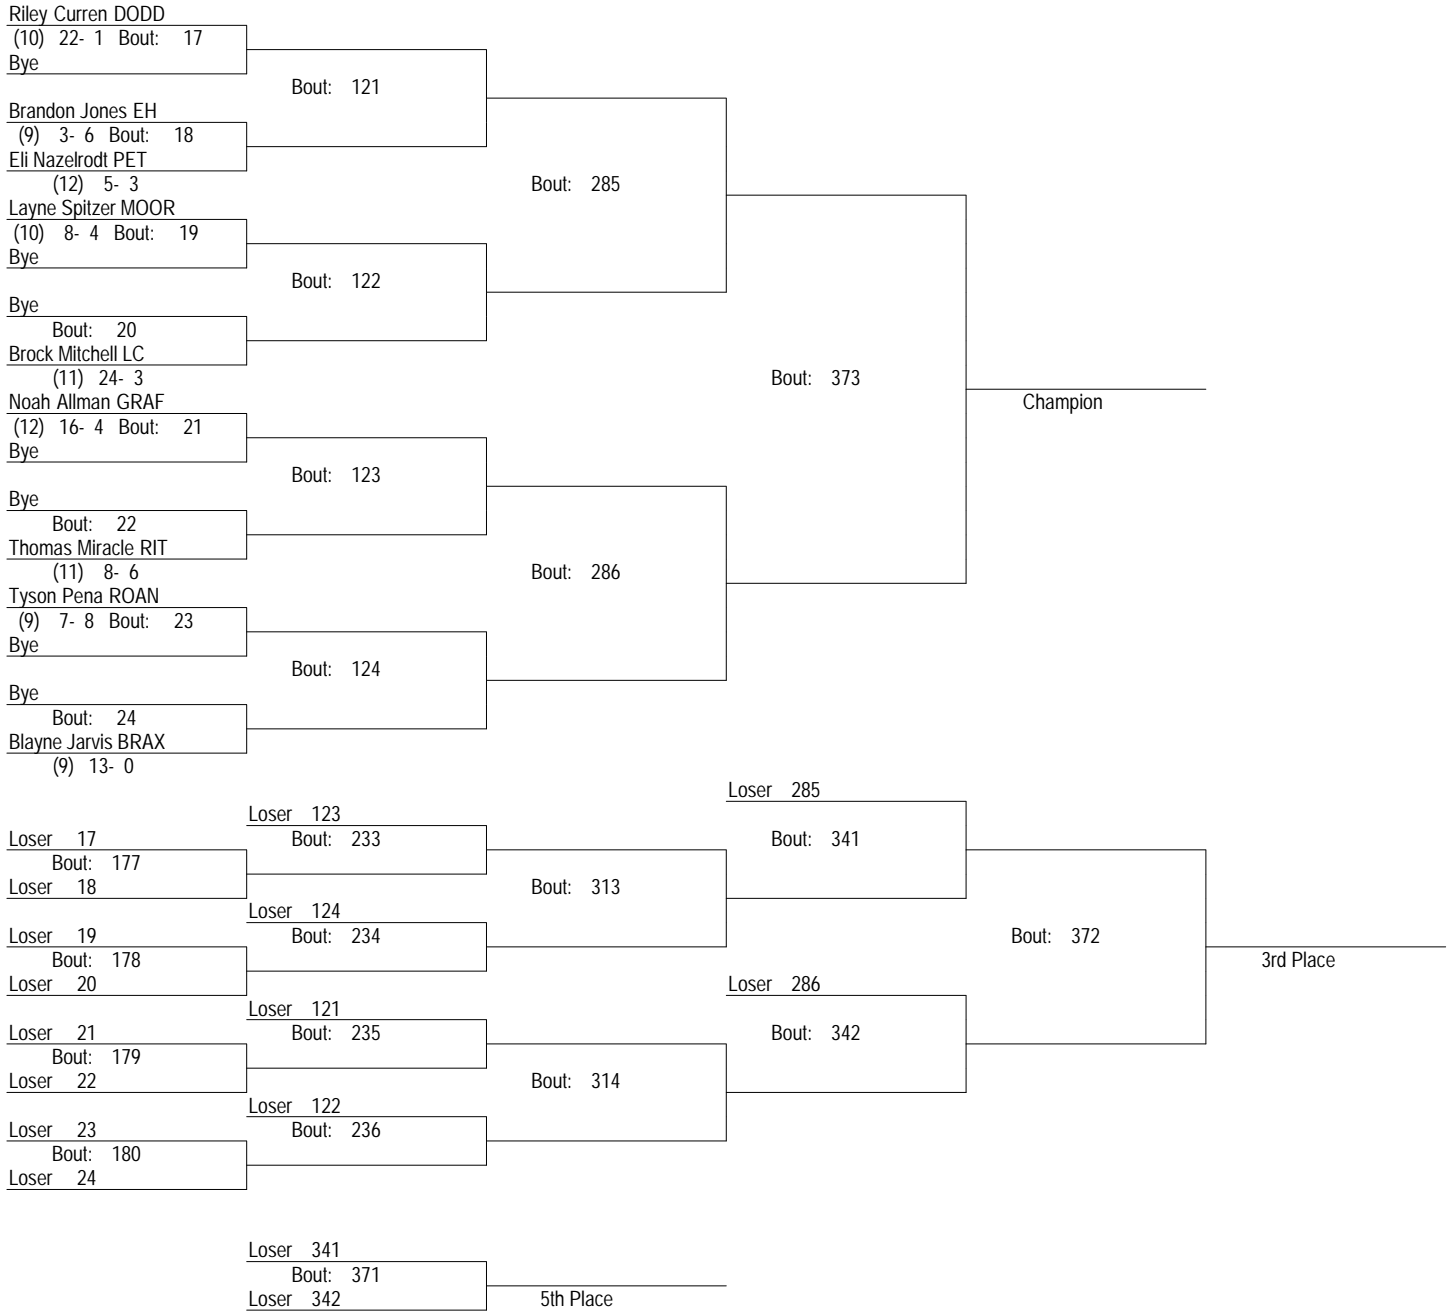 Riley Curren DODD
(10) 22- 1 Bout: 17
Bye
Bout: 121
Brandon Jones EH
(9) 3- 6 Bout: 18
Eli Nazelrodt PET
(12) 5- 3
Bout: 285
Layne Spitzer MOOR
(10) 8- 4 Bout: 19
Bye
Bout: 122
Bye
Bout: 20
Brock Mitchell LC
(11) 24- 3
Bout: 373
Champion
Noah Allman GRAF
(12) 16- 4 Bout: 21
Bye
Bout: 123
Bye
Bout: 22
Thomas Miracle RIT
(11) 8- 6
Bout: 286
Tyson Pena ROAN
(9) 7- 8 Bout: 23
Bye
Bout: 124
Bye
Bout: 24
Blayne Jarvis BRAX
(9) 13- 0
Loser 285
Loser 123
Loser 17
Bout: 233
Bout: 341
Bout: 177
Loser 18
Bout: 313
Loser 124
Loser 19
Bout: 234
Bout: 372
Bout: 178
3rd Place
Loser 20
Loser 286
Loser 121
Loser 21
Bout: 235
Bout: 342
Bout: 179
Loser 22
Bout: 314
Loser 122
Loser 23
Bout: 236
Bout: 180
Loser 24
Loser 341
Bout: 371
Loser 342
5th Place